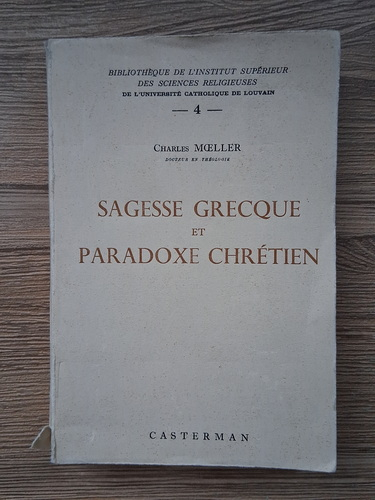 BIBLIOTHÈQUE DE L'INSTITUT SUPÉRIEUR
DES SCIENCES RELIGIEUSES
DE L'UNIVERSITÉ CATHOLIQUE DE LOUVAIN
— 4 —
CHARLES MŒLLER
DOCTEUR EN THÉOLOGIE
SAGESSE GRECQUE
ET
PARADOXE CHRÉTIEN
CASTERMAN